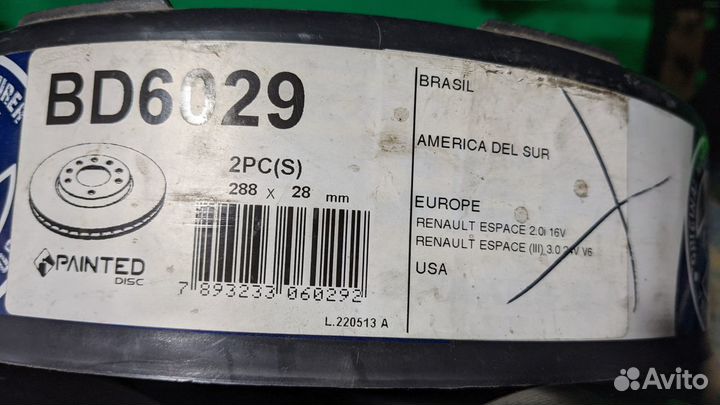 BD6029
2PC(S)
288 x 28 mm
PAINTED
DISC
7 893233 060292
L.220513 A
BRASIL
AMERICA DEL SUR
EUROPE
RENAULT ESPACE 2.0i 16V
RENAULT ESPACE (III) 3.0 24V V6
USA
Avito